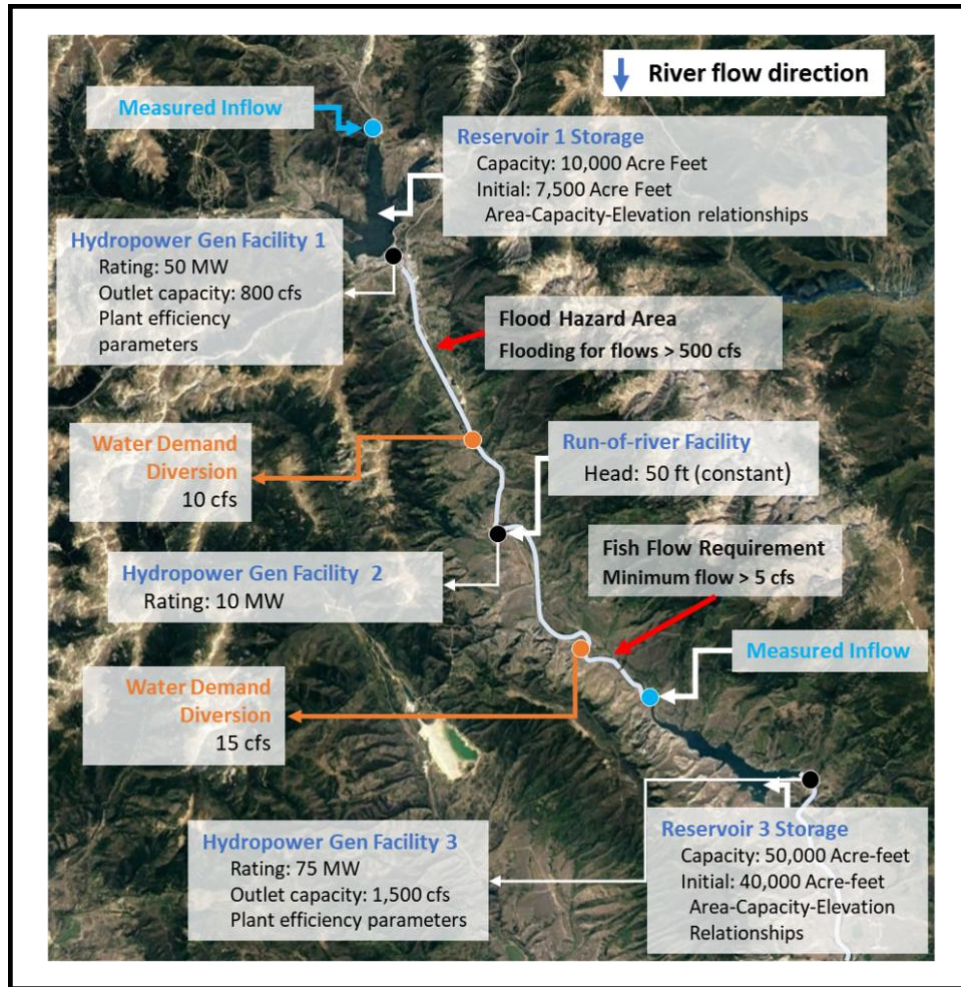 River flow direction
Measured Inflow
Reservoir 1 Storage
Capacity: 10,000 Acre Feet
Initial: 7,500 Acre Feet
Area-Capacity-Elevation relationships
Hydropower Gen Facility 1
Rating: 50 MW
Outlet capacity: 800 cfs
Plant efficiency
parameters
Flood Hazard Area
Flooding for flows > 500 cfs
Water Demand
Diversion
10 cfs
Run-of-river Facility
Head: 50 ft (constant)
Hydropower Gen Facility 2
Rating: 10 MW
Fish Flow Requirement
Minimum flow > 5 cfs
Measured Inflow
Water Demand
Diversion
15 cfs
Hydropower Gen Facility 3
Rating: 75 MW
Outlet capacity: 1,500 cfs
Plant efficiency parameters
Reservoir 3 Storage
Capacity: 50,000 Acre-feet
Initial: 40,000 Acre-feet
Area-Capacity-Elevation
Relationships